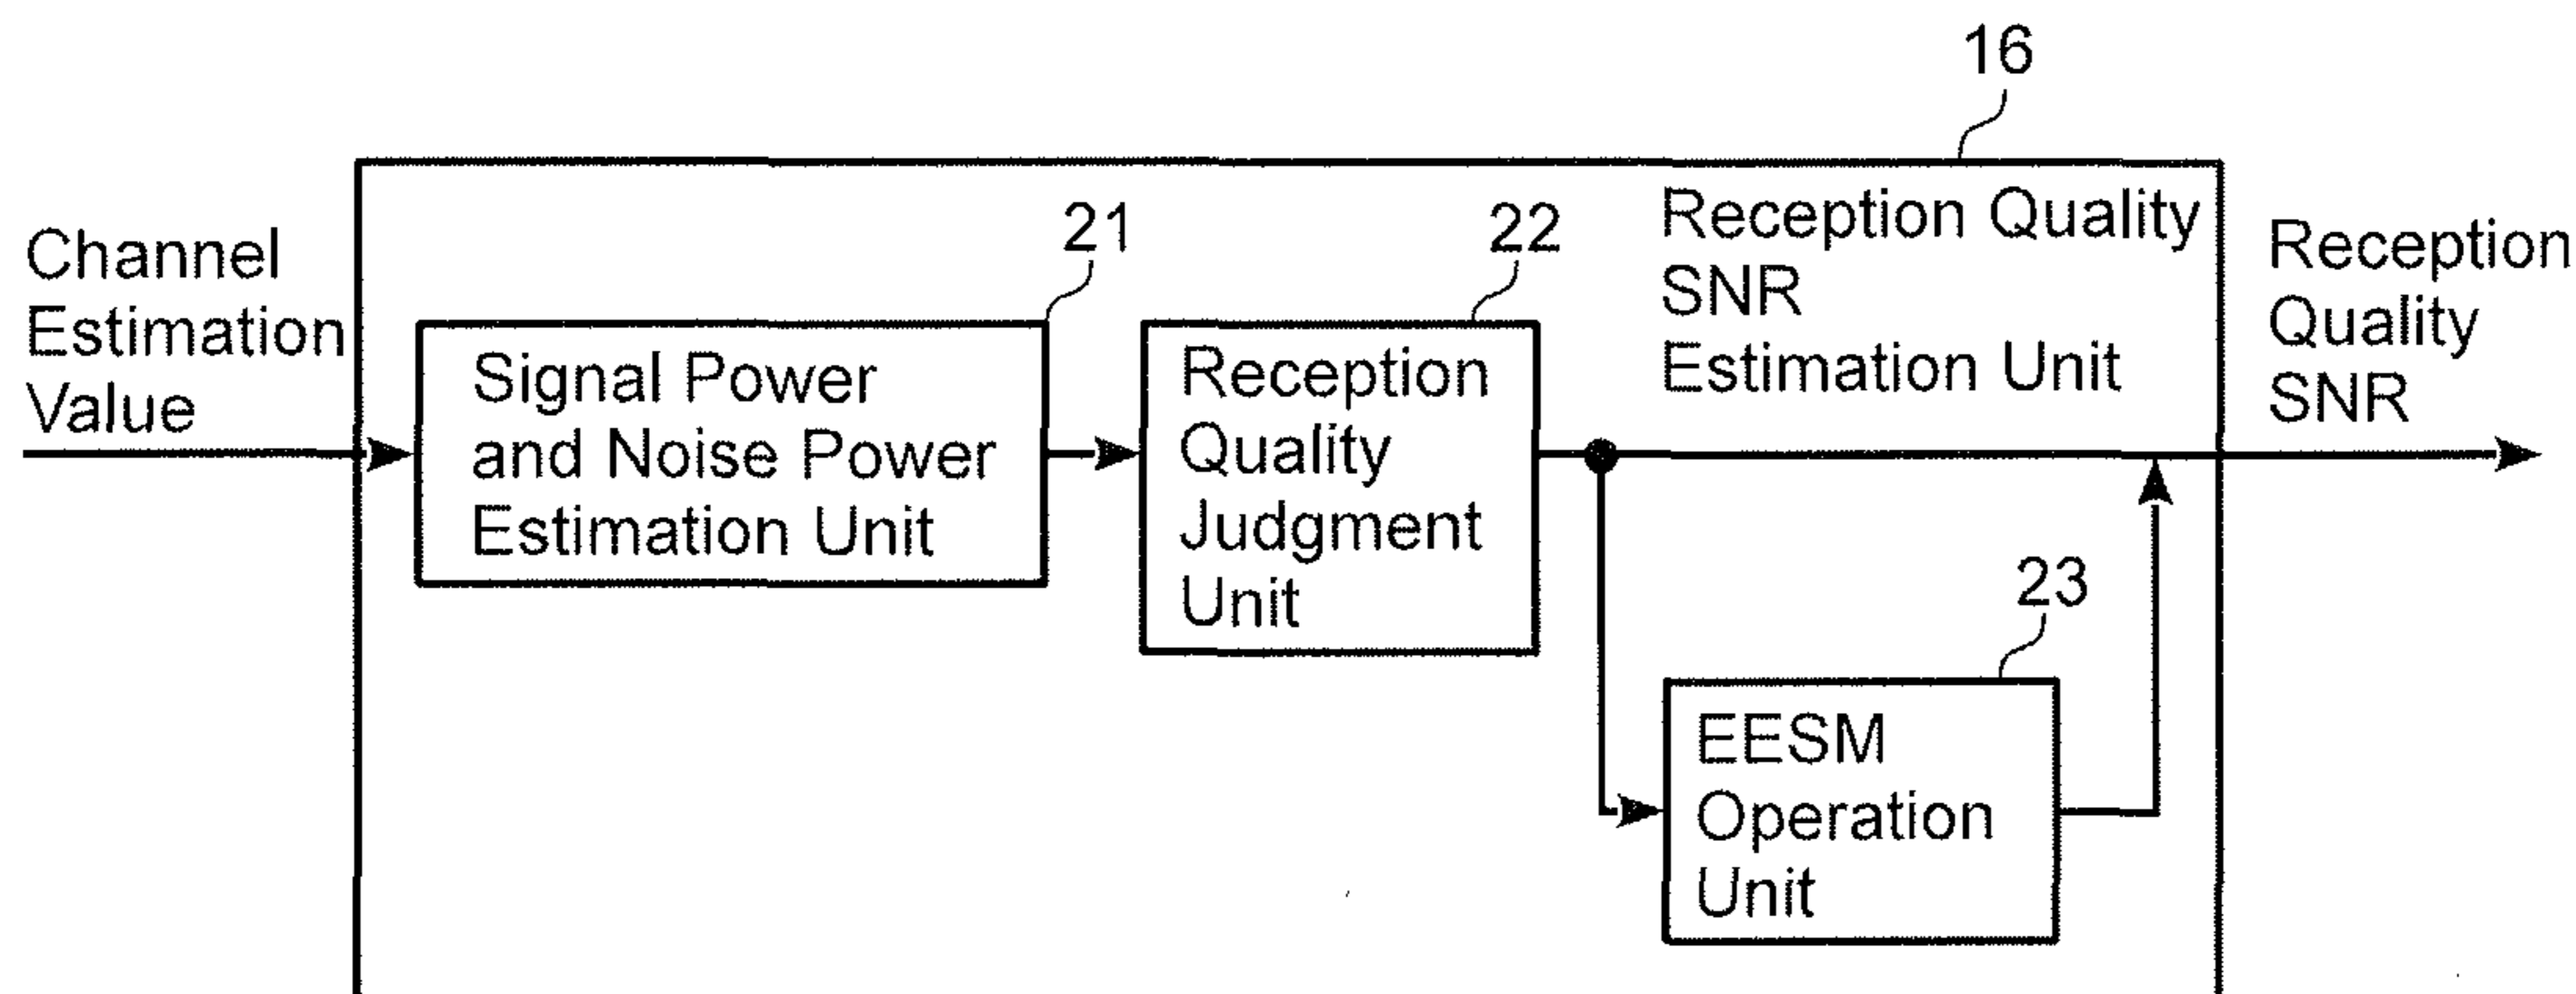 16
Channel
Estimation
Value
21
Signal Power
and Noise Power
Estimation Unit
22
Reception
Quality
Judgment
Unit
Reception Quality
SNR
Estimation Unit
23
EESM
Operation
Unit
Reception
Quality
SNR